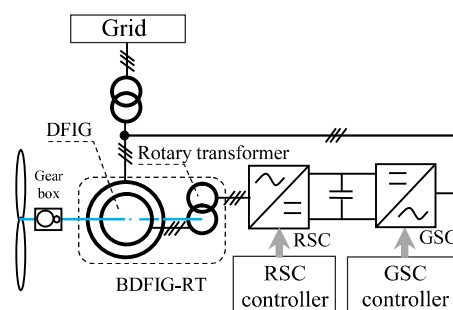 Grid
DFIG
Rotary transformer
Gear
box
RSC
GSC
BDFIG-RT
RSC
controller
GSC
controller